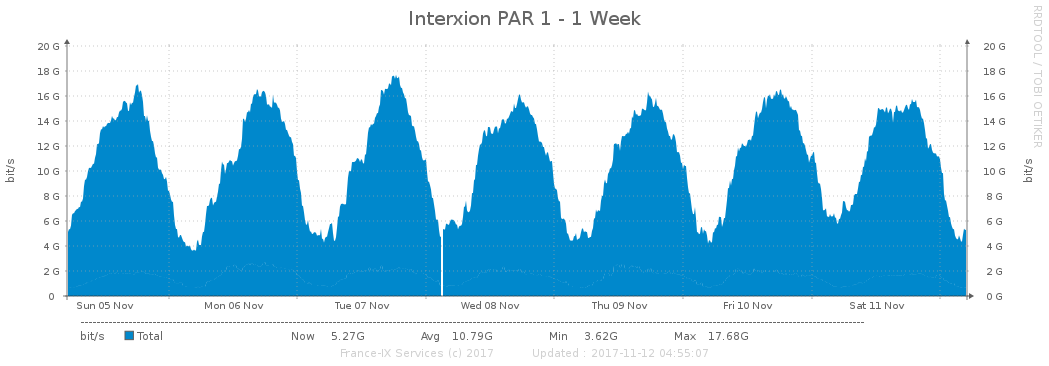 Interxion PAR 1 - 1 Week
RRDTOOL / TOBI OETIKER
bit/s
bit/s
20 G 20 G
18 G 18 G
16 G 16 G
14 G 14 G
12 G 12 G
10 G 10 G
8 G 8 G
6 G 6 G
4 G 4 G
2 G 2 G
0 0 G
Sun 05 Nov Mon 06 Nov Tue 07 Nov Wed 08 Nov Thu 09 Nov Fri 10 Nov Sat 11 Nov
bit/s Total Now 5.27G Avg 10.79G Min 3.62G Max 17.68G
France-IX Services (c) 2017 Updated : 2017-11-12 04:55:07